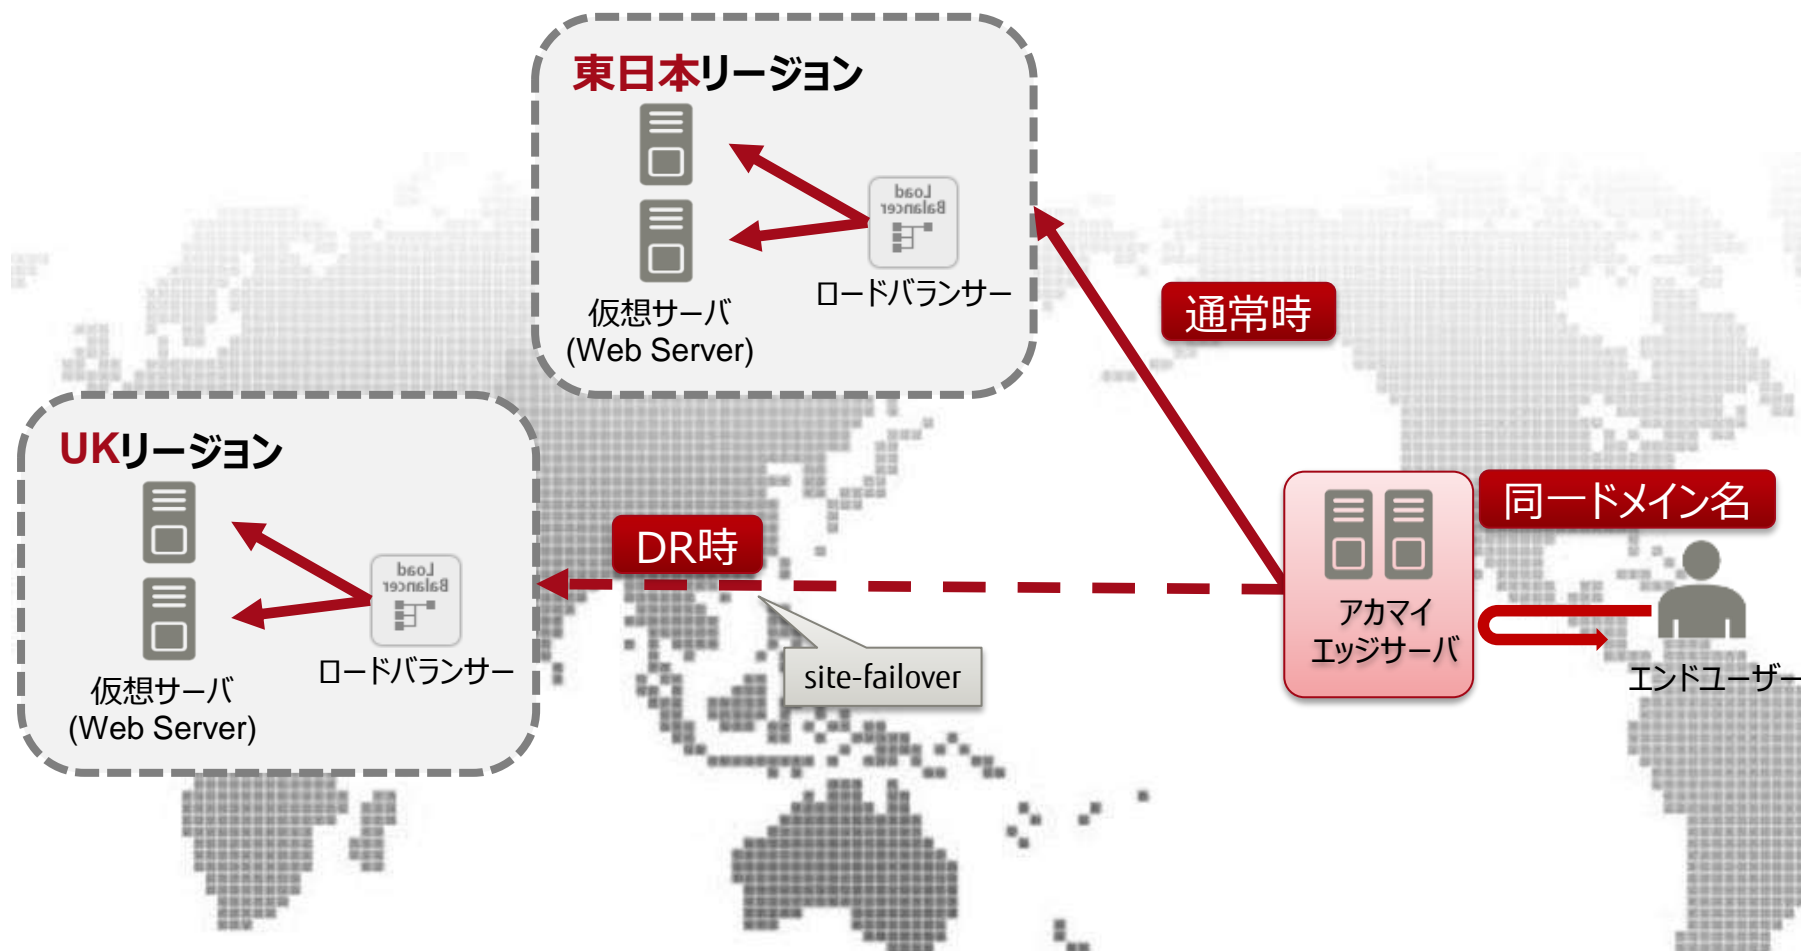 東日本リージョン
Load
Balancer
ロードバランサー
仮想サーバ
(Web Server)
通常時
UKリージョン
Load
Balancer
ロードバランサー
仮想サーバ
(Web Server)
DR時
site-failover
同一ドメイン名
アカマイ
エッジサーバ
エンドユーザー